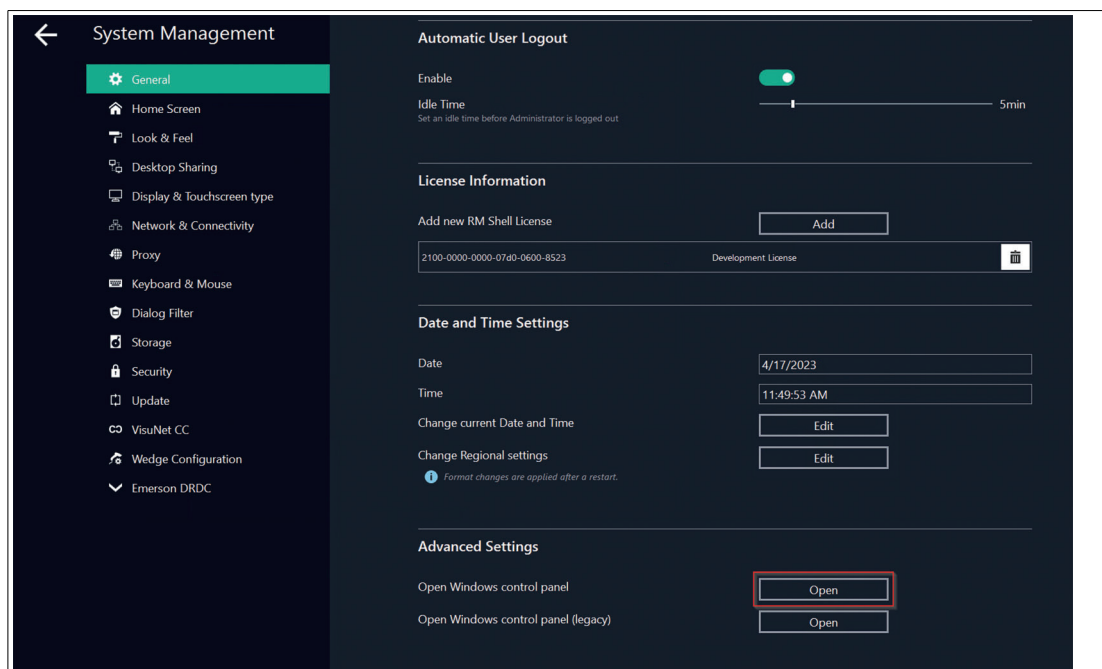 System Management
General
Home Screen
Look & Feel
Desktop Sharing
Display & Touchscreen type
Network & Connectivity
Proxy
Keyboard & Mouse
Dialog Filter
Storage
Security
Update
VisuNet CC
Wedge Configuration
Emerson DRDC
Automatic User Logout
Enable
Idle Time
5min
Set an idle time before Administrator is logged out
License Information
Add new RM Shell License
Add
2100-0000-0000-07d0-0600-8523 Development License
Date and Time Settings
Date 4/17/2023
Time 11:49:53 AM
Change current Date and Time Edit
Change Regional settings Edit
Format changes are applied after a restart.
Advanced Settings
Open Windows control panel Open
Open Windows control panel (legacy) Open